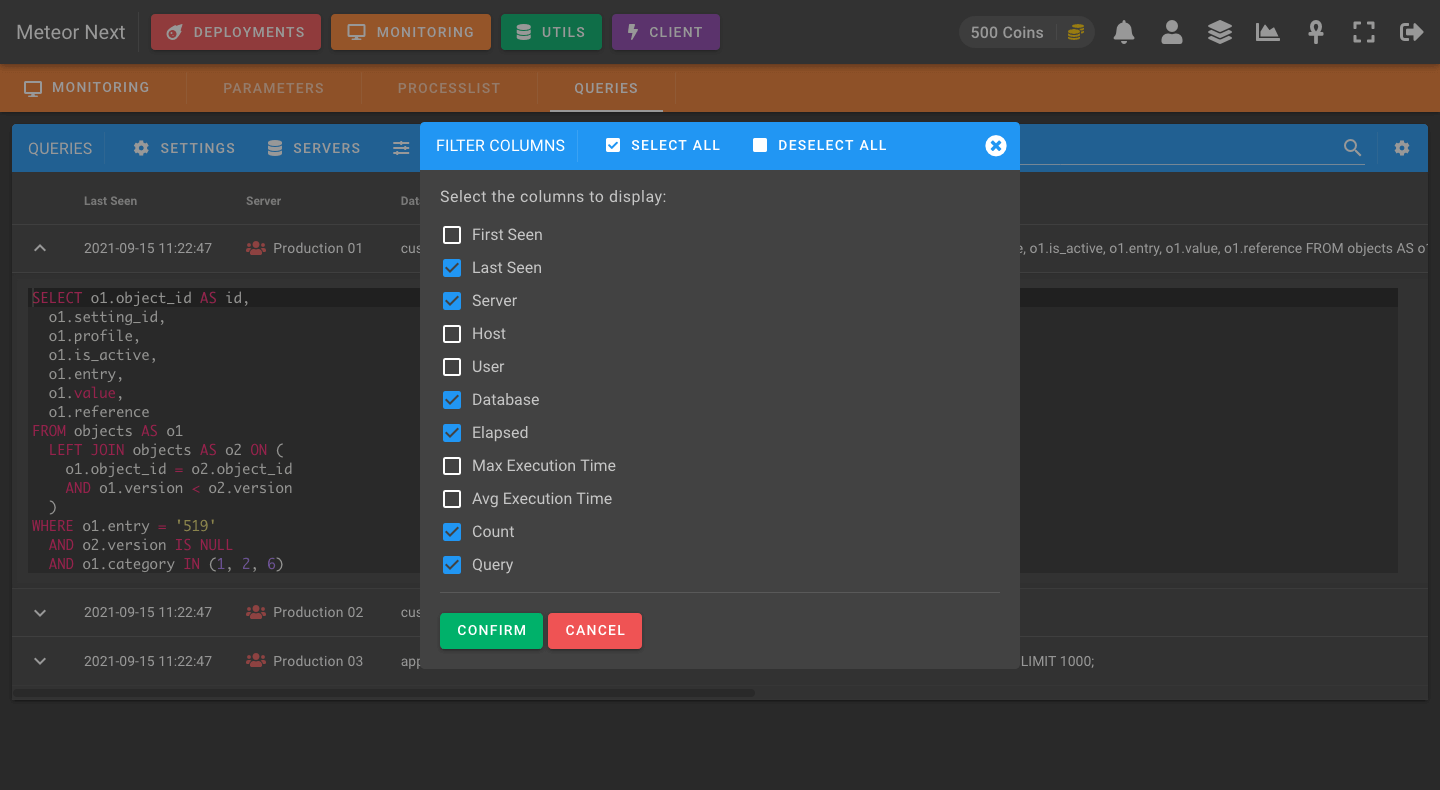 Meteor Next
DEPLOYMENTS
MONITORING
UTILS
CLIENT
500 Coins
MONITORING
PARAMETERS
PROCESSLIST
QUERIES
QUERIES
SETTINGS
SERVERS
FILTER COLUMNS
SELECT ALL
DESELECT ALL
Last Seen
Server
Dat
Select the columns to display:
First Seen
Last Seen
Server
Host
User
Database
Elapsed
Max Execution Time
Avg Execution Time
Count
Query
CONFIRM
CANCEL
2021-09-15 11:22:47
Production 01
cus
, o1.is_active, o1.entry, o1.value, o1.reference FROM objects AS o1
SELECT o1.object_id AS id,
o1.setting_id,
o1.profile,
o1.is_active,
o1.entry,
o1.value,
o1.reference
FROM objects AS o1
LEFT JOIN objects AS o2 ON (
o1.object_id = o2.object_id
AND o1.version < o2.version
)
WHERE o1.entry = '519'
AND o2.version IS NULL
AND o1.category IN (1, 2, 6)
2021-09-15 11:22:47
Production 02
cus
2021-09-15 11:22:47
Production 03
app
LIMIT 1000;